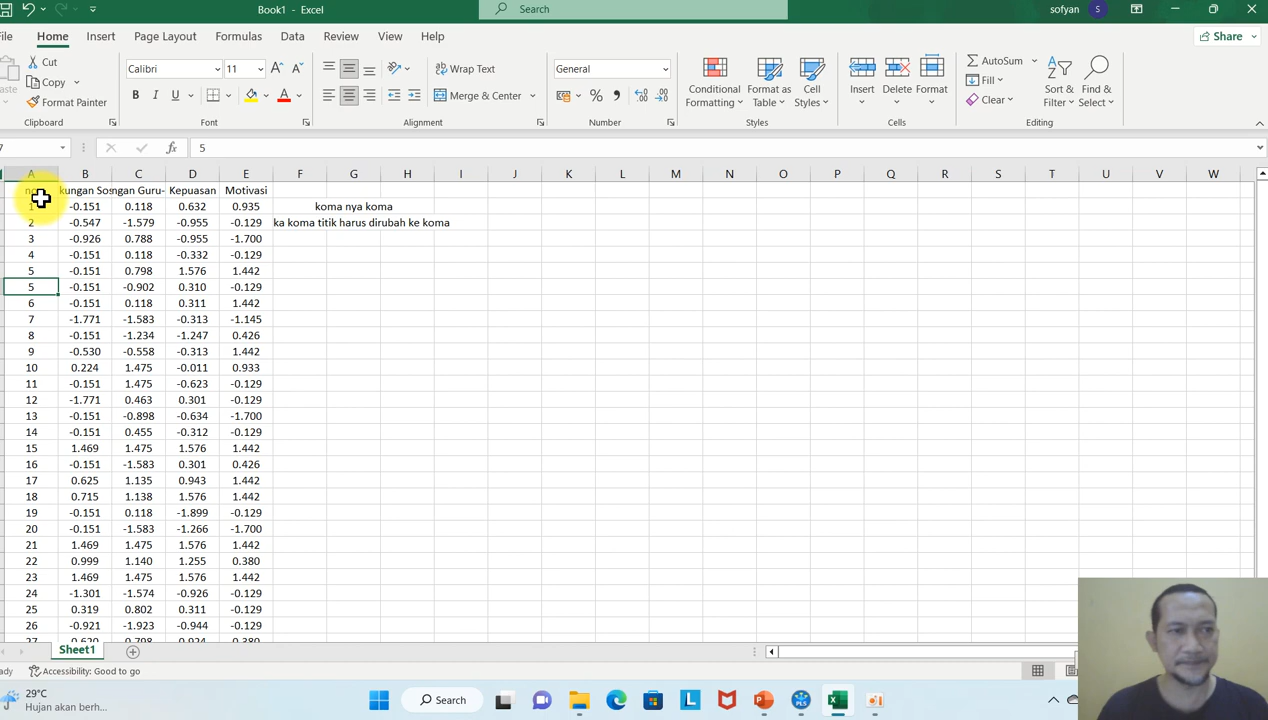 Book1 - Excel
Search
sofyan
S
File Home Insert Page Layout Formulas Data Review View Help
Share
Cut
Copy
Format Painter
Calibri 11
B I U
Wrap Text
Merge & Center
General
Conditional Formatting
Format as Table
Cell Styles
Insert
Delete
Format
AutoSum
Fill
Clear
Sort & Filter
Find & Select
Clipboard Font Alignment Number Styles Cells Editing
7 fx 5
A B C D E F G H I J K L M N O P Q R S T U V W
kungan Sos ngan Guru- Kepuasan Motivasi
1 -0.151 0.118 0.632 0.935 koma nya koma
2 -0.547 -1.579 -0.955 -0.129 ka koma titik harus dirubah ke koma
3 -0.926 0.788 -0.955 -1.700
4 -0.151 0.118 -0.332 -0.129
5 -0.151 0.798 1.576 1.442
5 -0.151 -0.902 0.310 -0.129
6 -0.151 0.118 0.311 1.442
7 -1.771 -1.583 -0.313 -1.145
8 -0.151 -1.234 -1.247 0.426
9 -0.530 -0.558 -0.313 1.442
10 0.224 1.475 -0.011 0.933
11 -0.151 1.475 -0.623 -0.129
12 -1.771 0.463 0.301 -0.129
13 -0.151 -0.898 -0.634 -1.700
14 -0.151 0.455 -0.312 -0.129
15 1.469 1.475 1.576 1.442
16 -0.151 -1.583 0.301 0.426
17 0.625 1.135 0.943 1.442
18 0.715 1.138 1.576 1.442
19 -0.151 0.118 -1.899 -0.129
20 -0.151 -1.583 -1.266 -1.700
21 1.469 1.475 1.576 1.442
22 0.999 1.140 1.255 0.380
23 1.469 1.475 1.576 1.442
24 -1.301 -1.574 -0.926 -0.129
25 0.319 0.802 0.311 -0.129
26 -0.921 -1.923 -0.944 -0.129
27 0.620 0.798 0.924 0.380
Sheet1
Accessibility: Good to go
29°C
Hujan akan berh...
Search